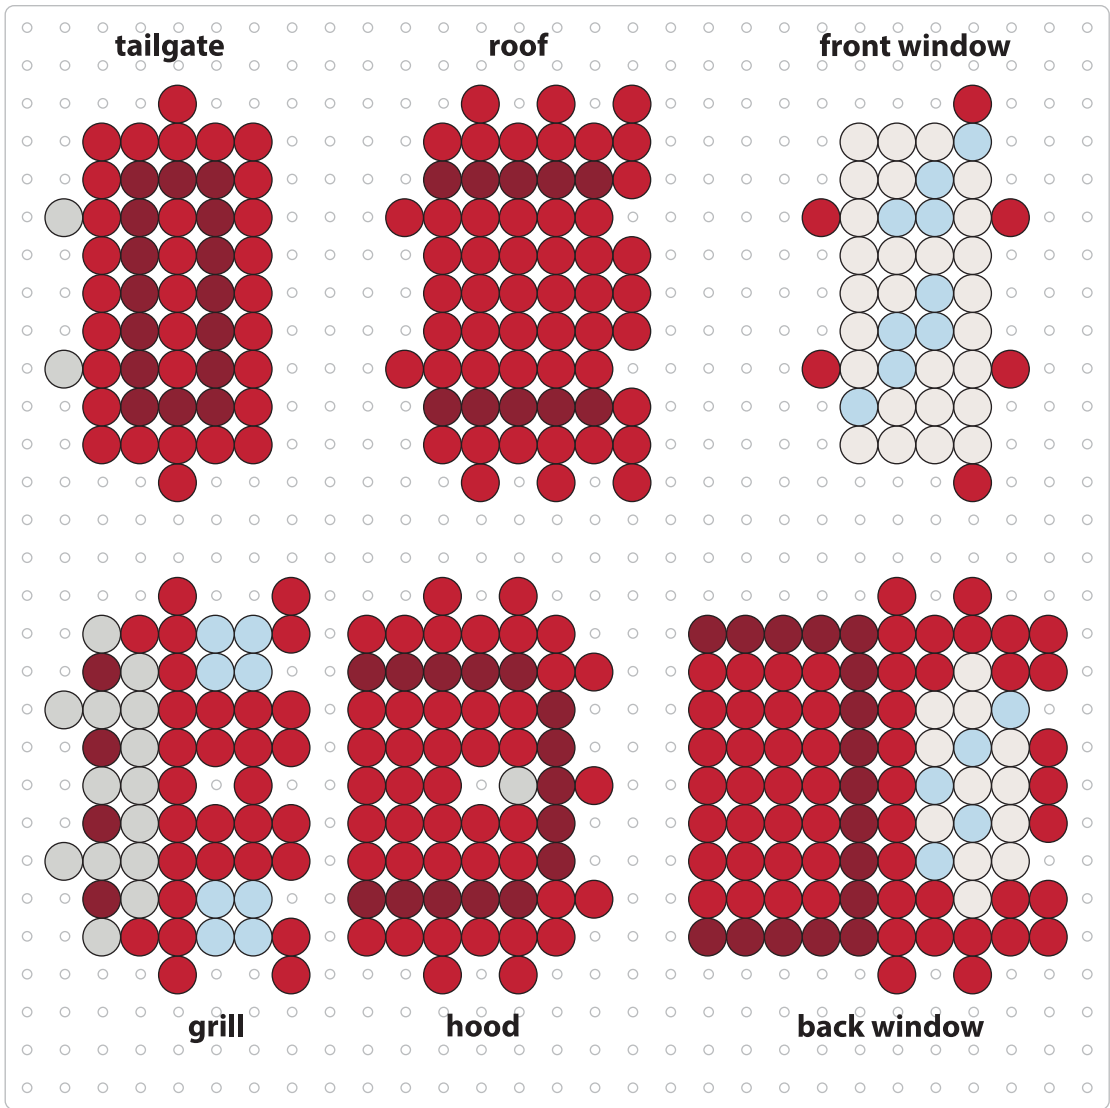 tailgate
roof
front window
grill
hood
back window